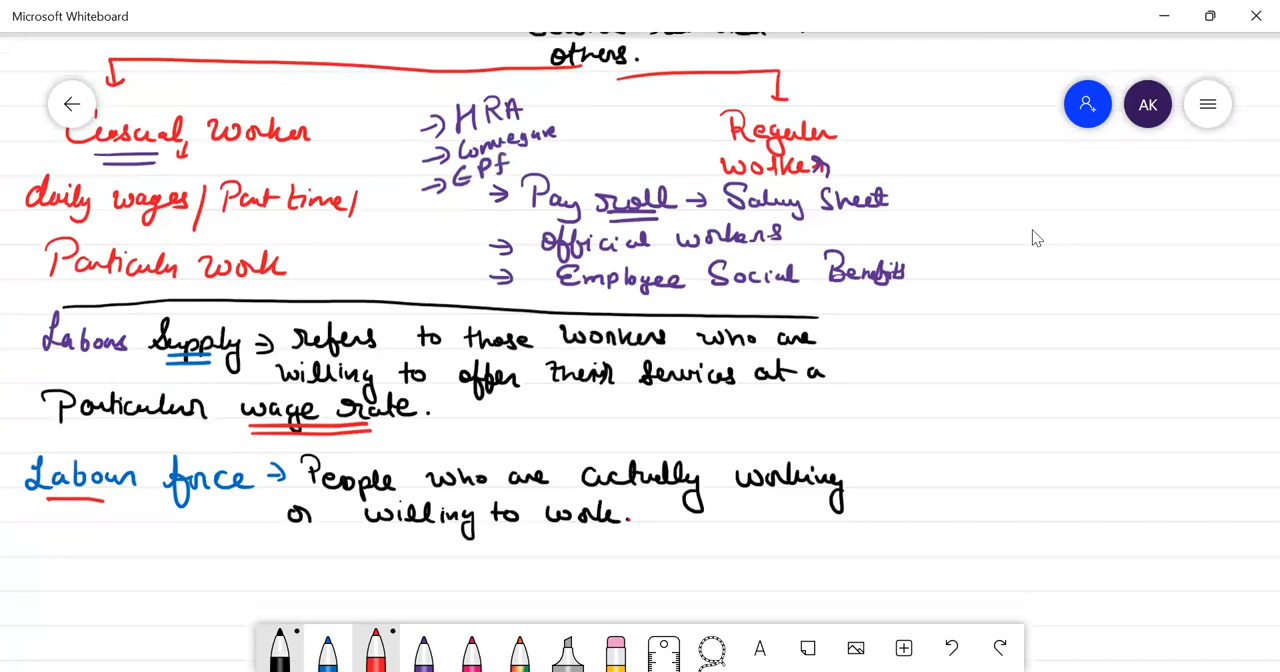 Microsoft Whiteboard
others.
AK
Casual worker
daily wages/ Part time/
Particular work
→ HRA
→ Conveyance
→ EPf
Regular
worker
→ Pay roll → Salary Sheet
→ official workers
→ Employee Social Benefits
Labour Supply ⇒ refers to those workers who are
willing to offer their services at a
Particular wage rate.
Labour force → People who are actually working
or willing to work.
A